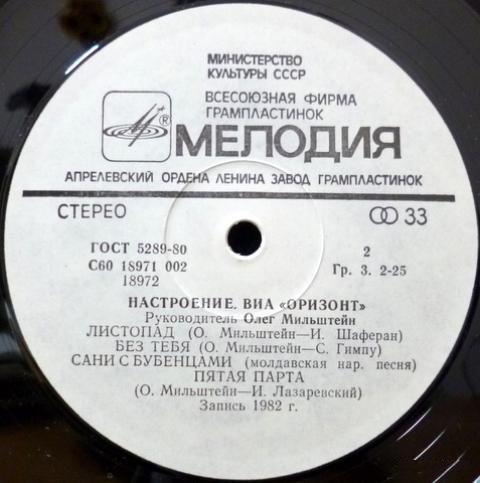 МИНИСТЕРСТВО
КУЛЬТУРЫ СССР
ВСЕСОЮЗНАЯ ФИРМА
ГРАМПЛАСТИНОК
®
МЕЛОДИЯ
АПРЕЛЕВСКИЙ ОРДЕНА ЛЕНИНА ЗАВОД ГРАМПЛАСТИНОК
СТЕРЕО 33
ГОСТ 5289-80 2
С60 18971 002 Гр. 3. 2-25
18972
НАСТРОЕНИЕ. ВИА «ОРИЗОНТ»
Руководитель Олег Мильштейн
ЛИСТОПАД (О. Мильштейн—И. Шаферан)
БЕЗ ТЕБЯ (О. Мильштейн—С. Гимпу)
САНИ С БУБЕНЦАМИ (молдавская нар. песня)
ПЯТАЯ ПАРТА
(О. Мильштейн—И. Лазаревский)
Запись 1982 г.